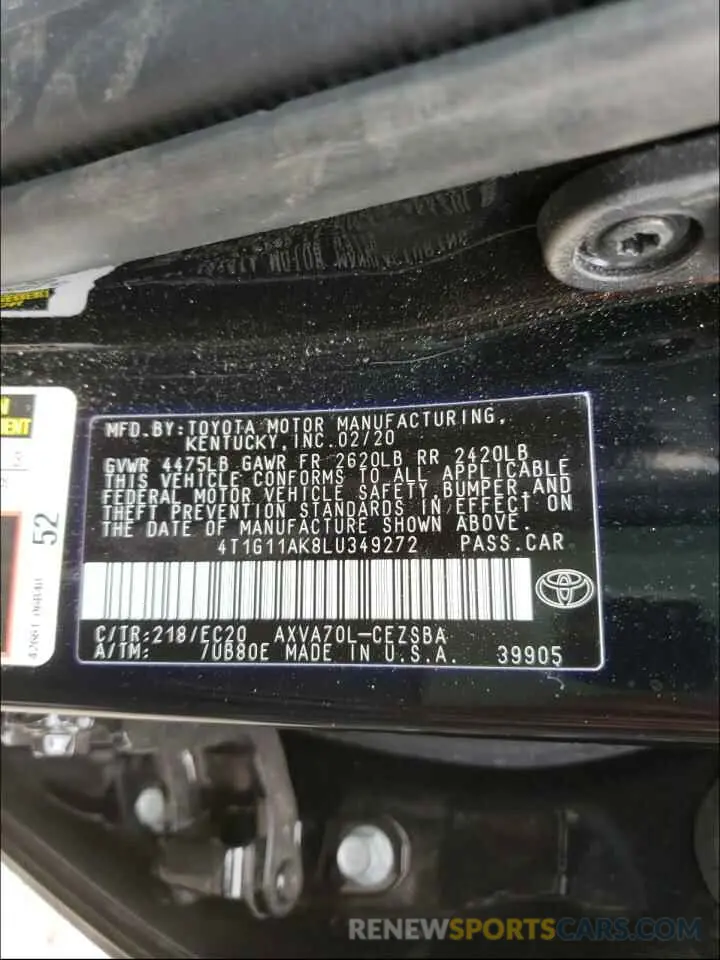 MFD.BY:TOYOTA MOTOR MANUFACTURING,
KENTUCKY,INC.02/20
GVWR 4475LB GAWR FR 2620LB RR 2420LB
THIS VEHICLE CONFORMS TO ALL APPLICABLE
FEDERAL MOTOR VEHICLE SAFETY,BUMPER,AND
THEFT PREVENTION STANDARDS IN EFFECT ON
THE DATE OF MANUFACTURE SHOWN ABOVE.
4T1G11AK8LU349272 PASS.CAR
C/TR:218/EC20 AXVA70L-CEZSBA
A/TM: 7UB80E MADE IN U.S.A. 39905
52
RENEWSPORTSCARS.COM